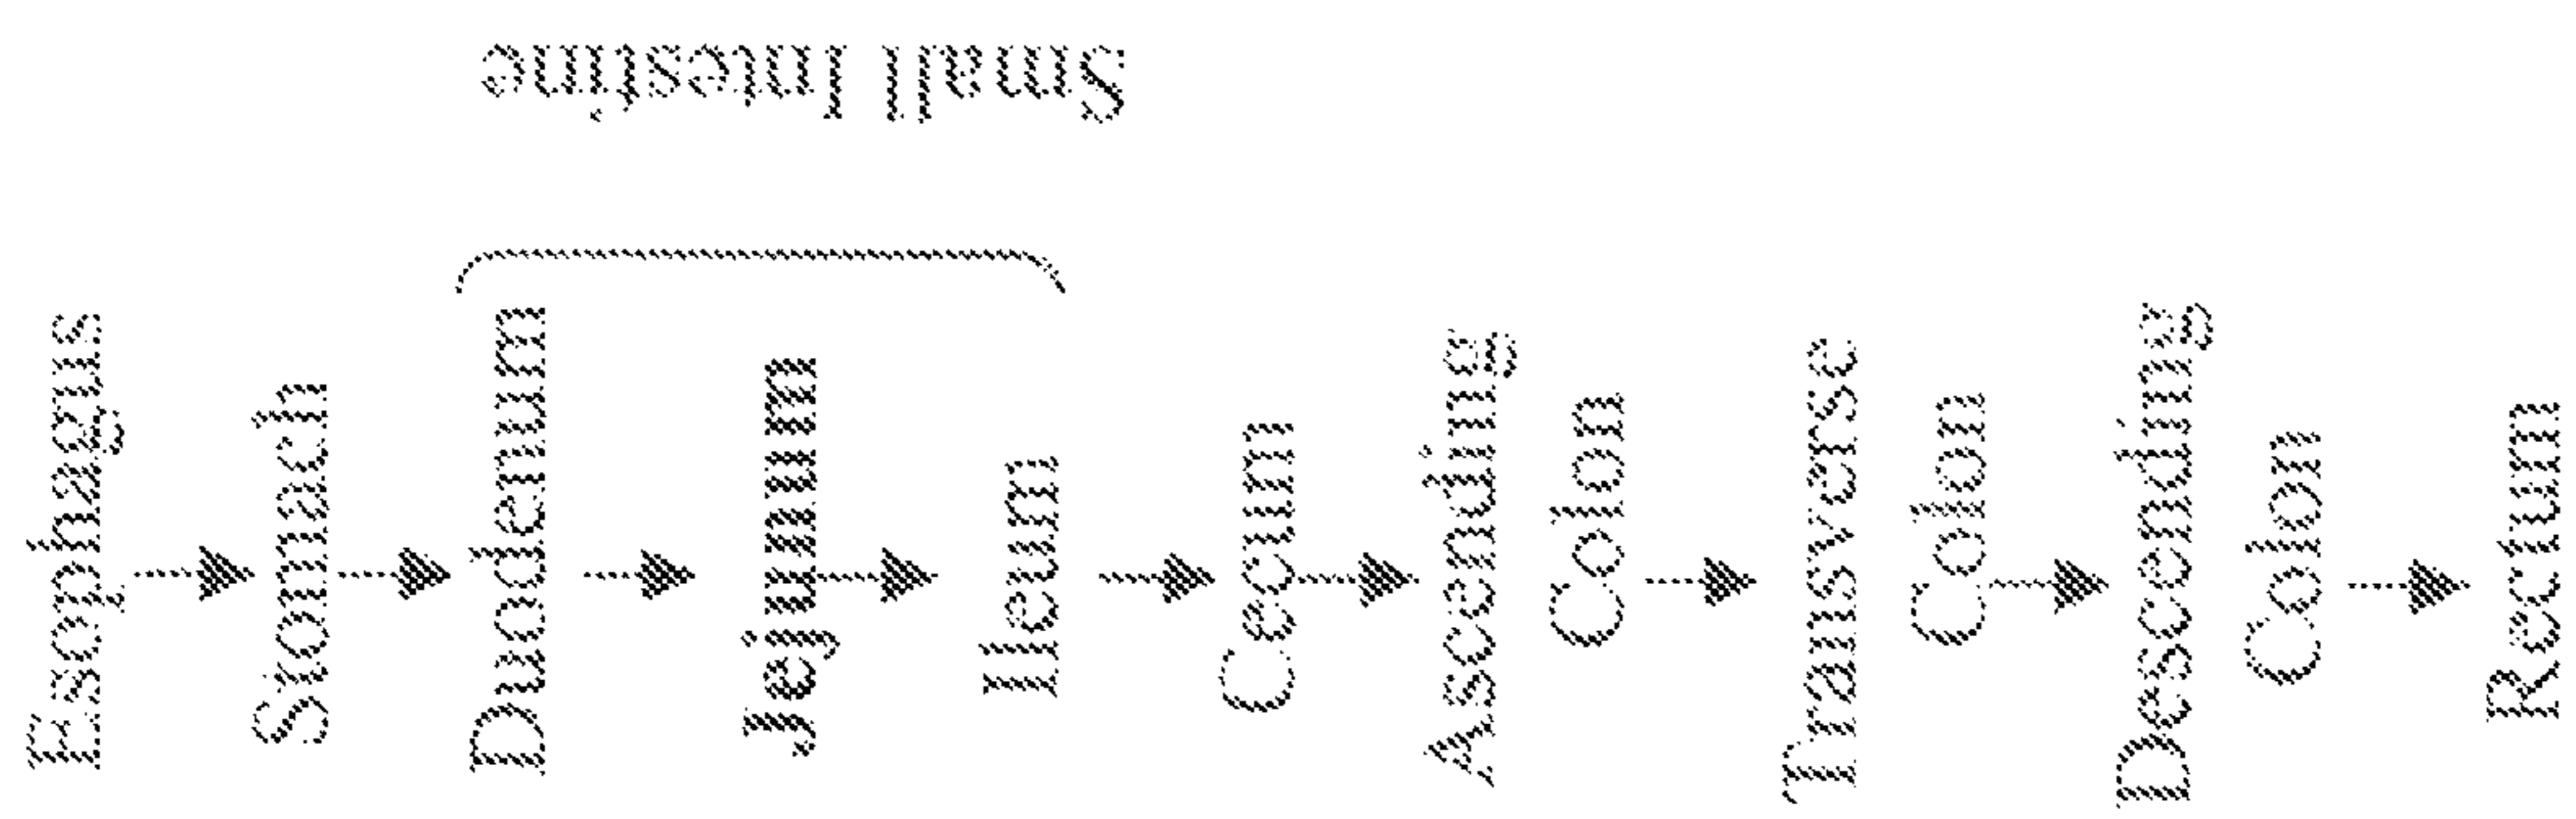 Esophagus
Stomach
Duodenum
Jejunum
Ileum
Small Intestine
Cecum
Ascending
Colon
Transverse
Colon
Descending
Colon
Rectum